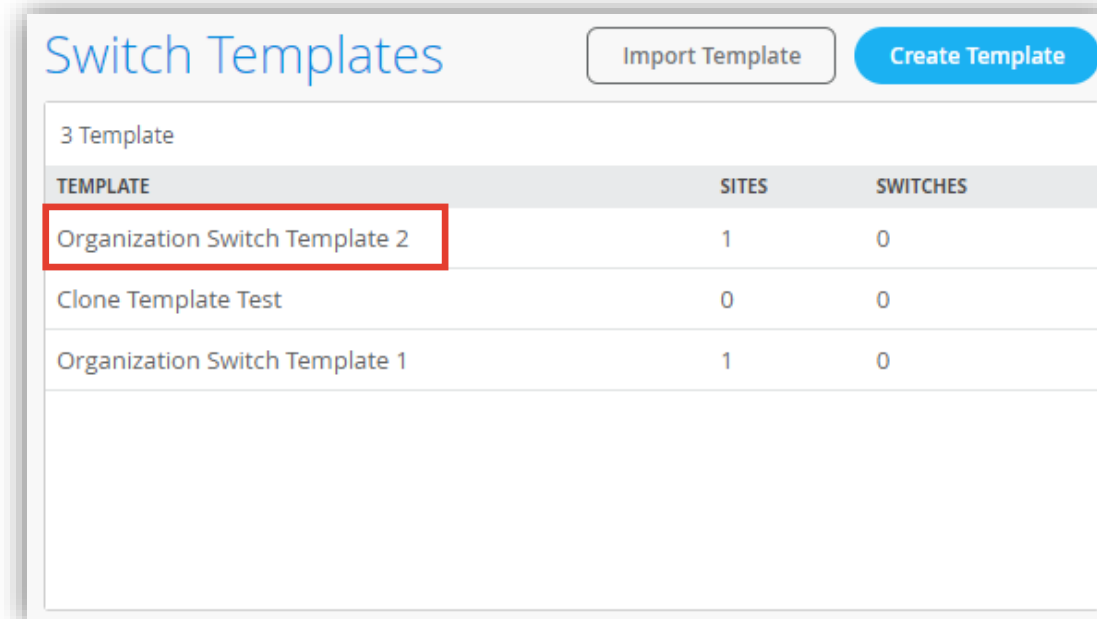 Switch Templates
Import Template
Create Template
3 Template
TEMPLATE SITES SWITCHES
Organization Switch Template 2 1 0
Clone Template Test 0 0
Organization Switch Template 1 1 0